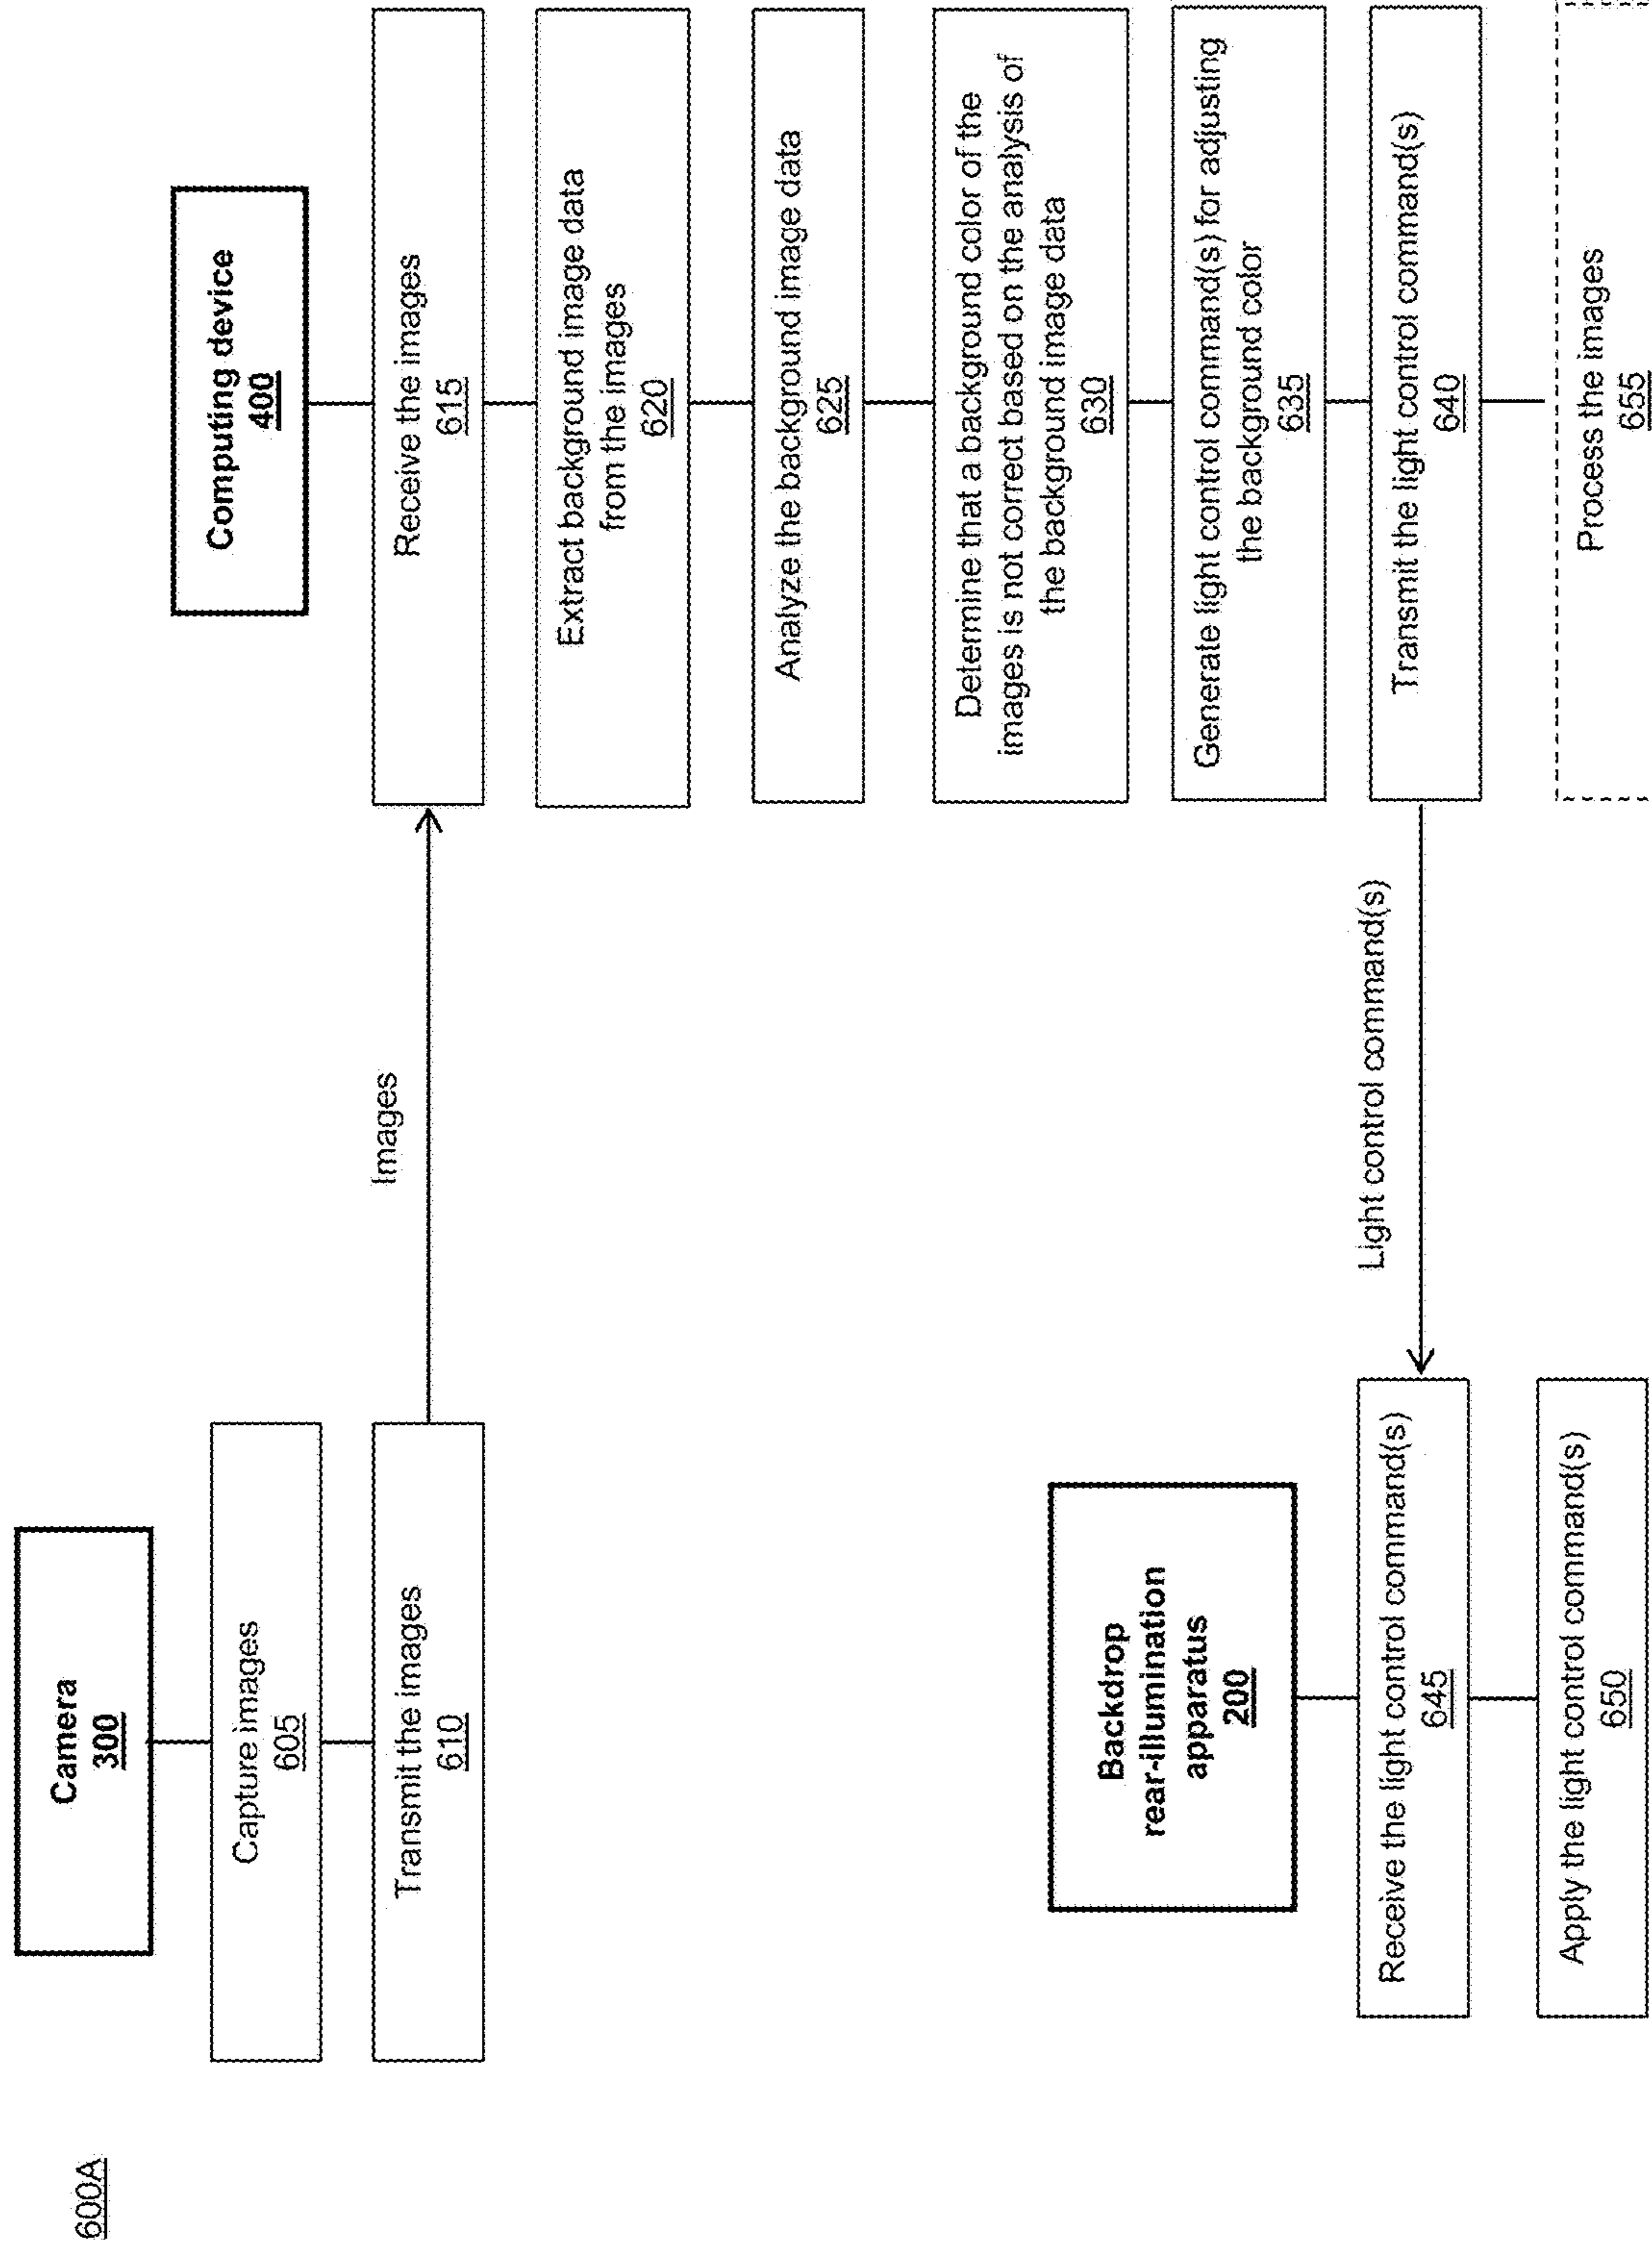 600A
Camera
300
Capture images
605
Transmit the images
610
Images
Computing device
400
Receive the images
615
Extract background image data
from the images
620
Analyze the background image data
625
Determine that a background color of the
images is not correct based on the analysis of
the background image data
630
Generate light control command(s) for adjusting
the background color
635
Transmit the light control command(s)
640
Light control command(s)
Backdrop
rear-illumination
apparatus
200
Receive the light control command(s)
645
Apply the light control command(s)
650
Process the images
655